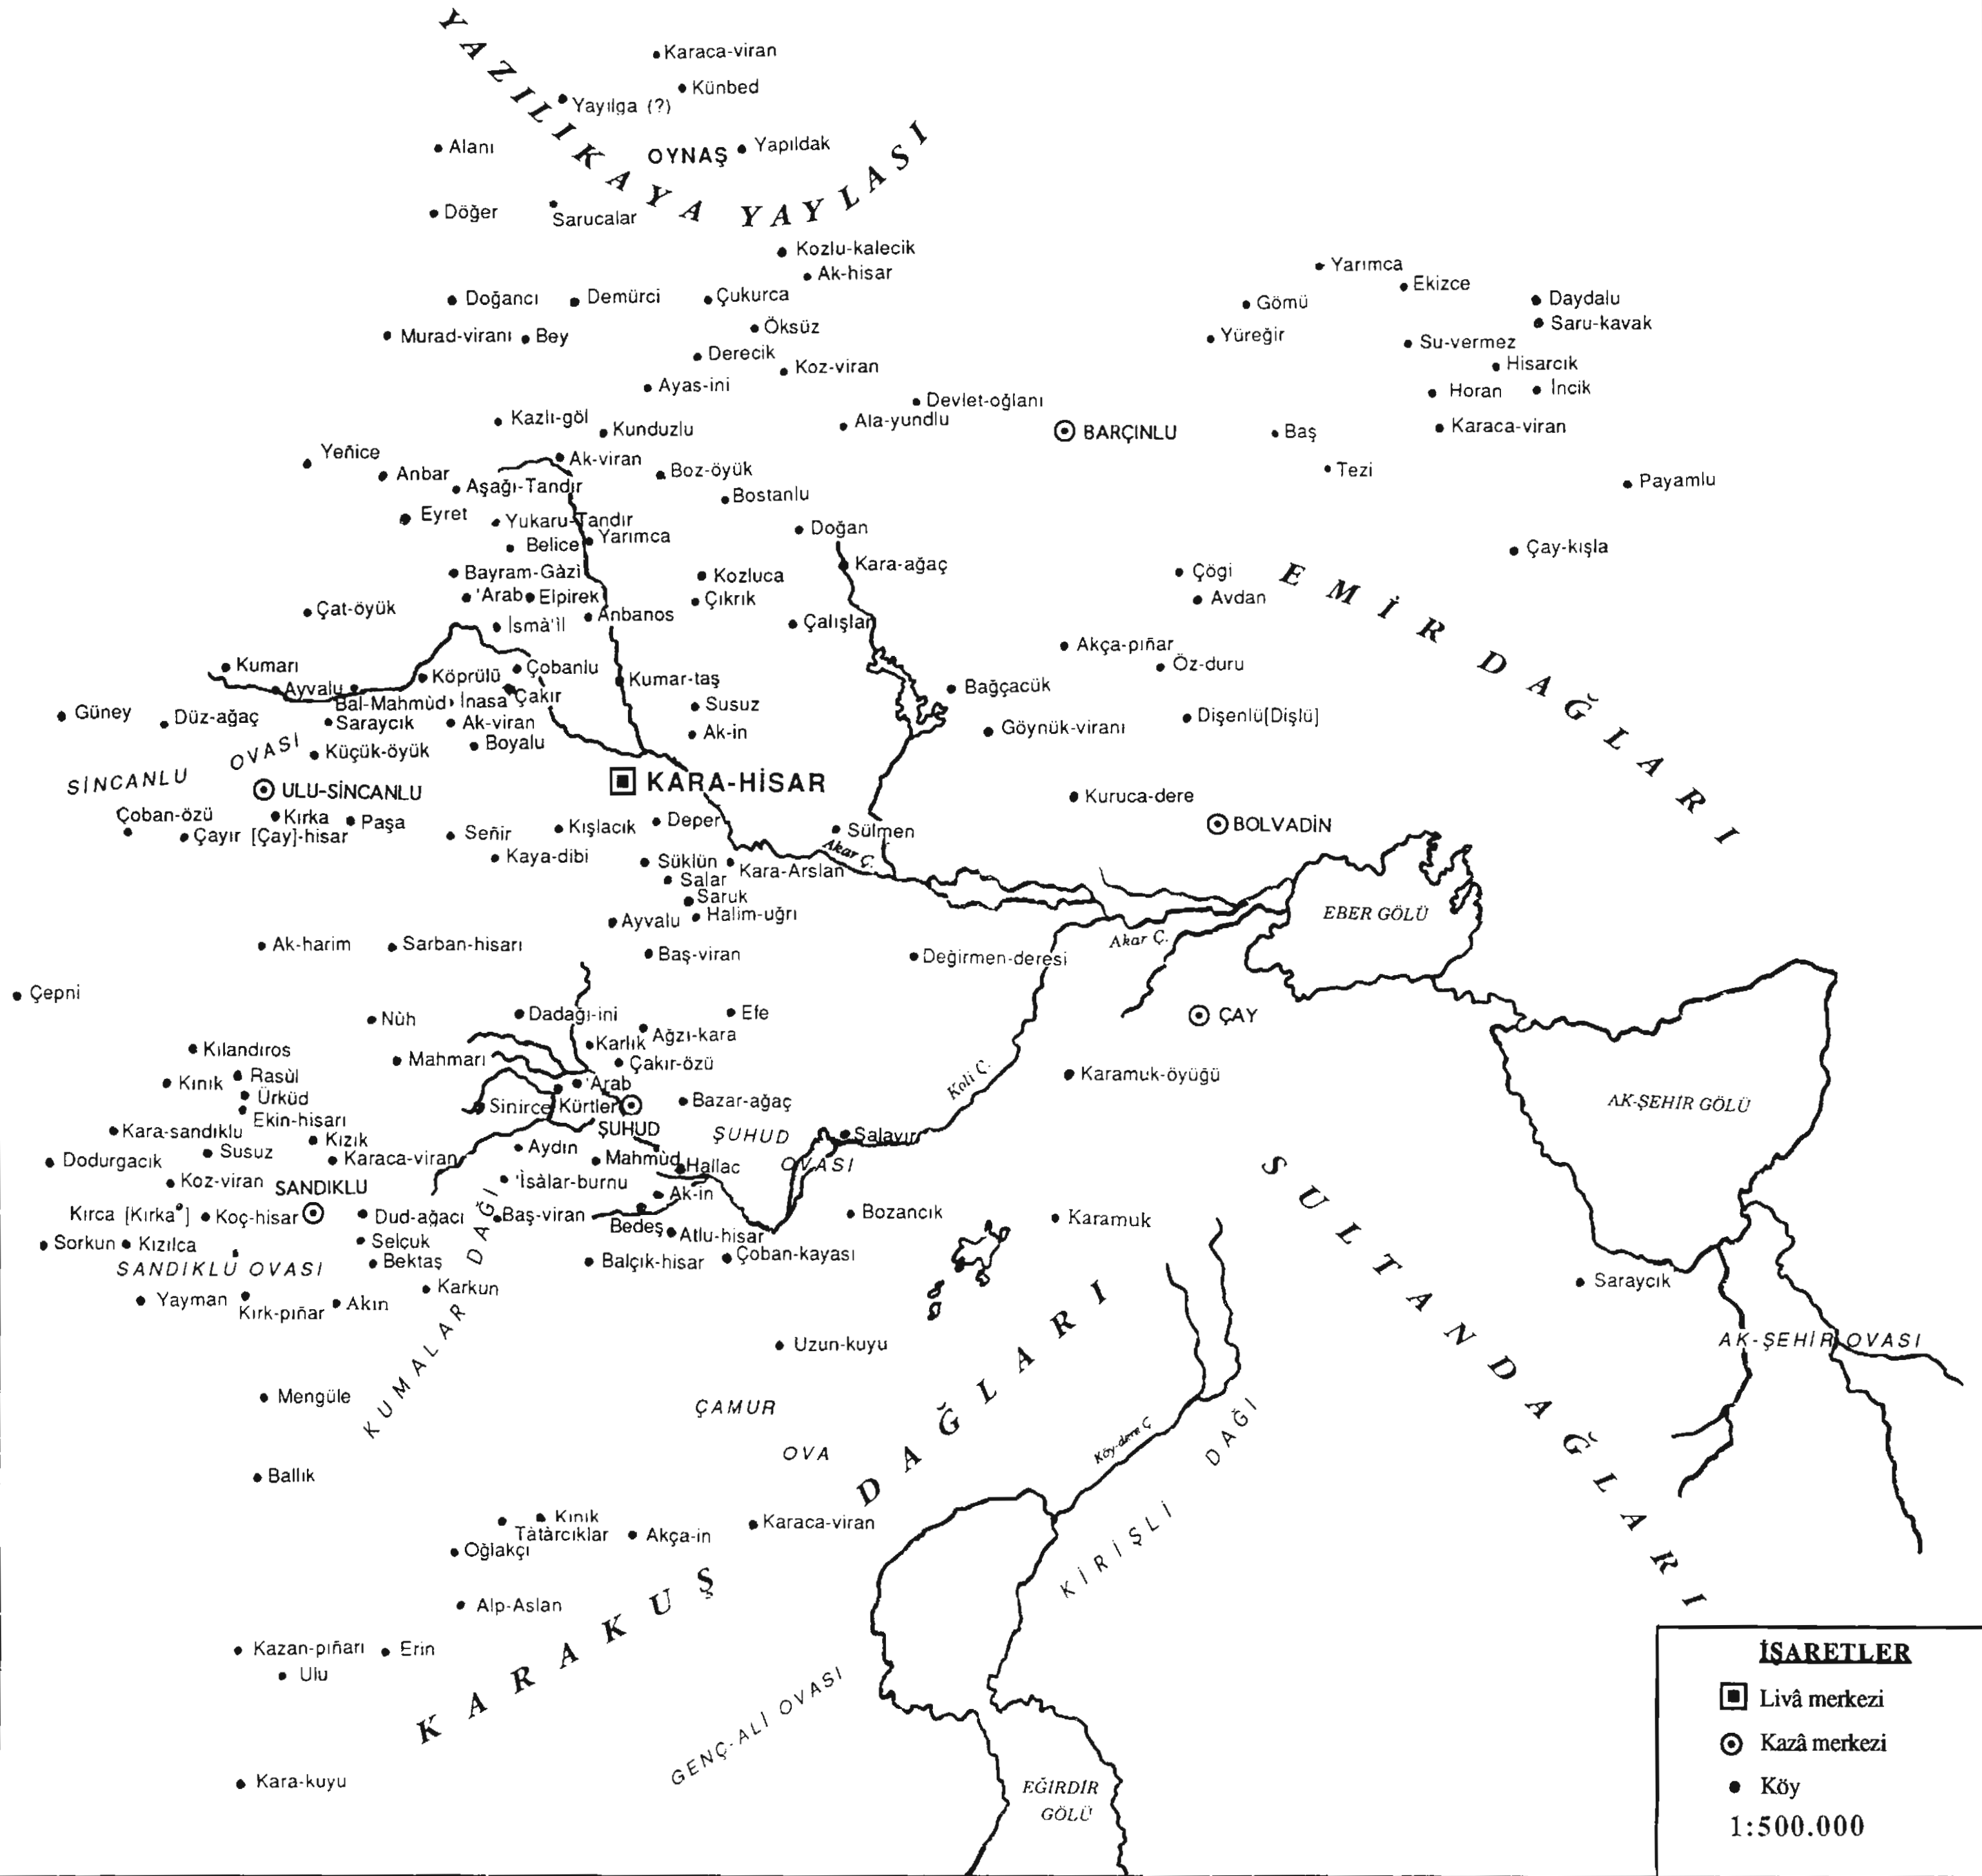 YAZILIKAYA YAYLASI
Karaca-viran
Künbed
Yayılga (?)
Alanı
OYNAŞ
Yapıldak
Döğer
Sarucalar
Kozlu-kalecik
Ak-hisar
Yarımca
Ekizce
Doğancı
Demürci
Çukurca
Gömü
Daydalu
Saru-kavak
Öksüz
Murad-viranı
Bey
Yüreğir
Su-vermez
Derecik
Koz-viran
Hisarcık
Ayas-ini
Horan
İncik
Devlet-oğlanı
Kazlı-göl
Kunduzlu
Ala-yundlu
BARÇINLU
Baş
Karaca-viran
Yeñice
Ak-viran
Anbar
Boz-öyük
Tezi
Payamlu
Aşağı-Tandır
Bostanlu
Eyret
Yukaru-Tandır
Doğan
Yarımca
Belice
Çay-kışla
Kara-ağaç
Bayram-Gàzì
Kozluca
Çögi
EMİR DAĞLARI
'Arab
Elpirek
Çıkrık
Avdan
Çat-öyük
Anbanos
İsmà'il
Çalışlar
Akça-pıñar
Kumarı
Köprülü
Çobanlu
Öz-duru
Ayvalu
Kumar-taş
Bağçacük
Bal-Mahmùd
İnasa
Çakır
Susuz
Güney
Düz-ağaç
Saraycık
Ak-viran
Ak-in
Göynük-viranı
Dişenlü[Dişlü]
Küçük-öyük
Boyalu
SİNCANLU OVASI
ULU-SİNCANLU
KARA-HİSAR
Kuruca-dere
Çoban-özü
Kırka
Paşa
Deper
BOLVADİN
Çayır [Çay]-hisar
Señir
Kışlacık
Sülmen
Kaya-dibi
Süklün
Kara-Arslan
Akar Ç.
Salar
Saruk
Ayvalu
Halim-uğrı
EBER GÖLÜ
Ak-harim
Sarban-hisarı
Baş-viran
Değirmen-deresi
Akar Ç.
Çepni
Nùh
Dadağı-ini
Efe
ÇAY
Kılandıros
Karlık
Ağzı-kara
Mahmarı
Çakır-özü
Kınık
Rasùl
Karamuk-öyüğü
Koli Ç.
Ürküd
'Arab
Bazar-ağaç
AK-ŞEHİR GÖLÜ
Ekin-hisarı
Sinirce
Kürtler
Kara-sandıklu
ŞUHUD
ŞUHUD OVASI
Salavır
Kızık
Susuz
Dodurgacık
Karaca-viran
Aydın
Mahmùd
Hallac
Koz-viran
SANDIKLU
'İsàlar-burnu
Ak-in
Kırca [Kırka]
Koç-hisar
Dud-ağacı
Baş-viran
Bedeş
Bozancık
Karamuk
SULTAN DAĞLARI
Sorkun
Kızılca
Selçuk
Atlu-hisar
Bektaş
Balçık-hisar
Çoban-kayası
SANDIKLU OVASI
Karkun
Saraycık
Yayman
Kırk-pıñar
Akın
KUMALAR DAĞI
AK-ŞEHİR OVASI
Uzun-kuyu
Mengüle
ÇAMUR
OVA
Köy-dere Ç
Ballık
KARAKUŞ DAĞLARI
KİRİŞLİ DAĞI
Kınık
Tàtàrcıklar
Akça-in
Karaca-viran
Oğlakçı
Alp-Aslan
Kazan-pıñarı
Erin
Ulu
GENÇ-ALİ OVASI
Kara-kuyu
EĞİRDİR
GÖLÜ
İŞARETLER
Livâ merkezi
Kazâ merkezi
Köy
1:500.000